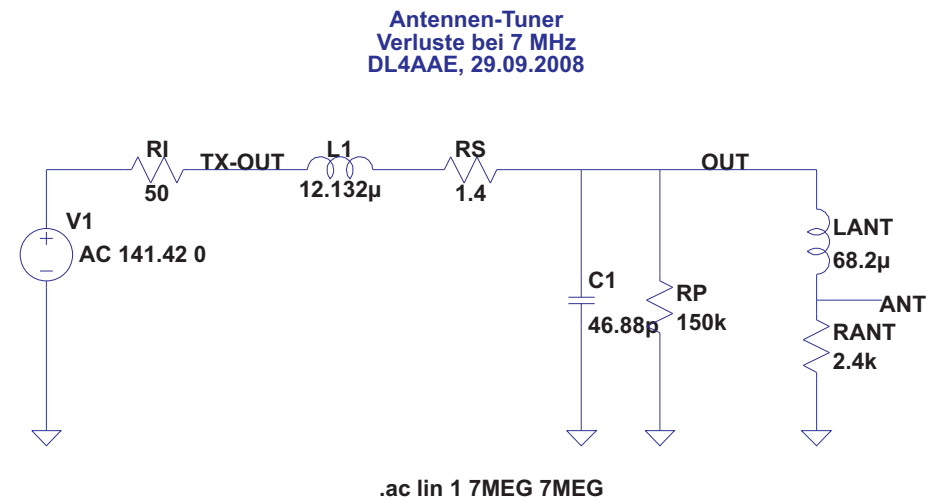 Antennen-Tuner
Verluste bei 7 MHz
DL4AAE, 29.09.2008
RI
TX-OUT
L1
RS
OUT
50
12.132µ
1.4
V1
AC 141.42 0
LANT
68.2µ
C1
46.88p
RP
150k
ANT
RANT
2.4k
.ac lin 1 7MEG 7MEG